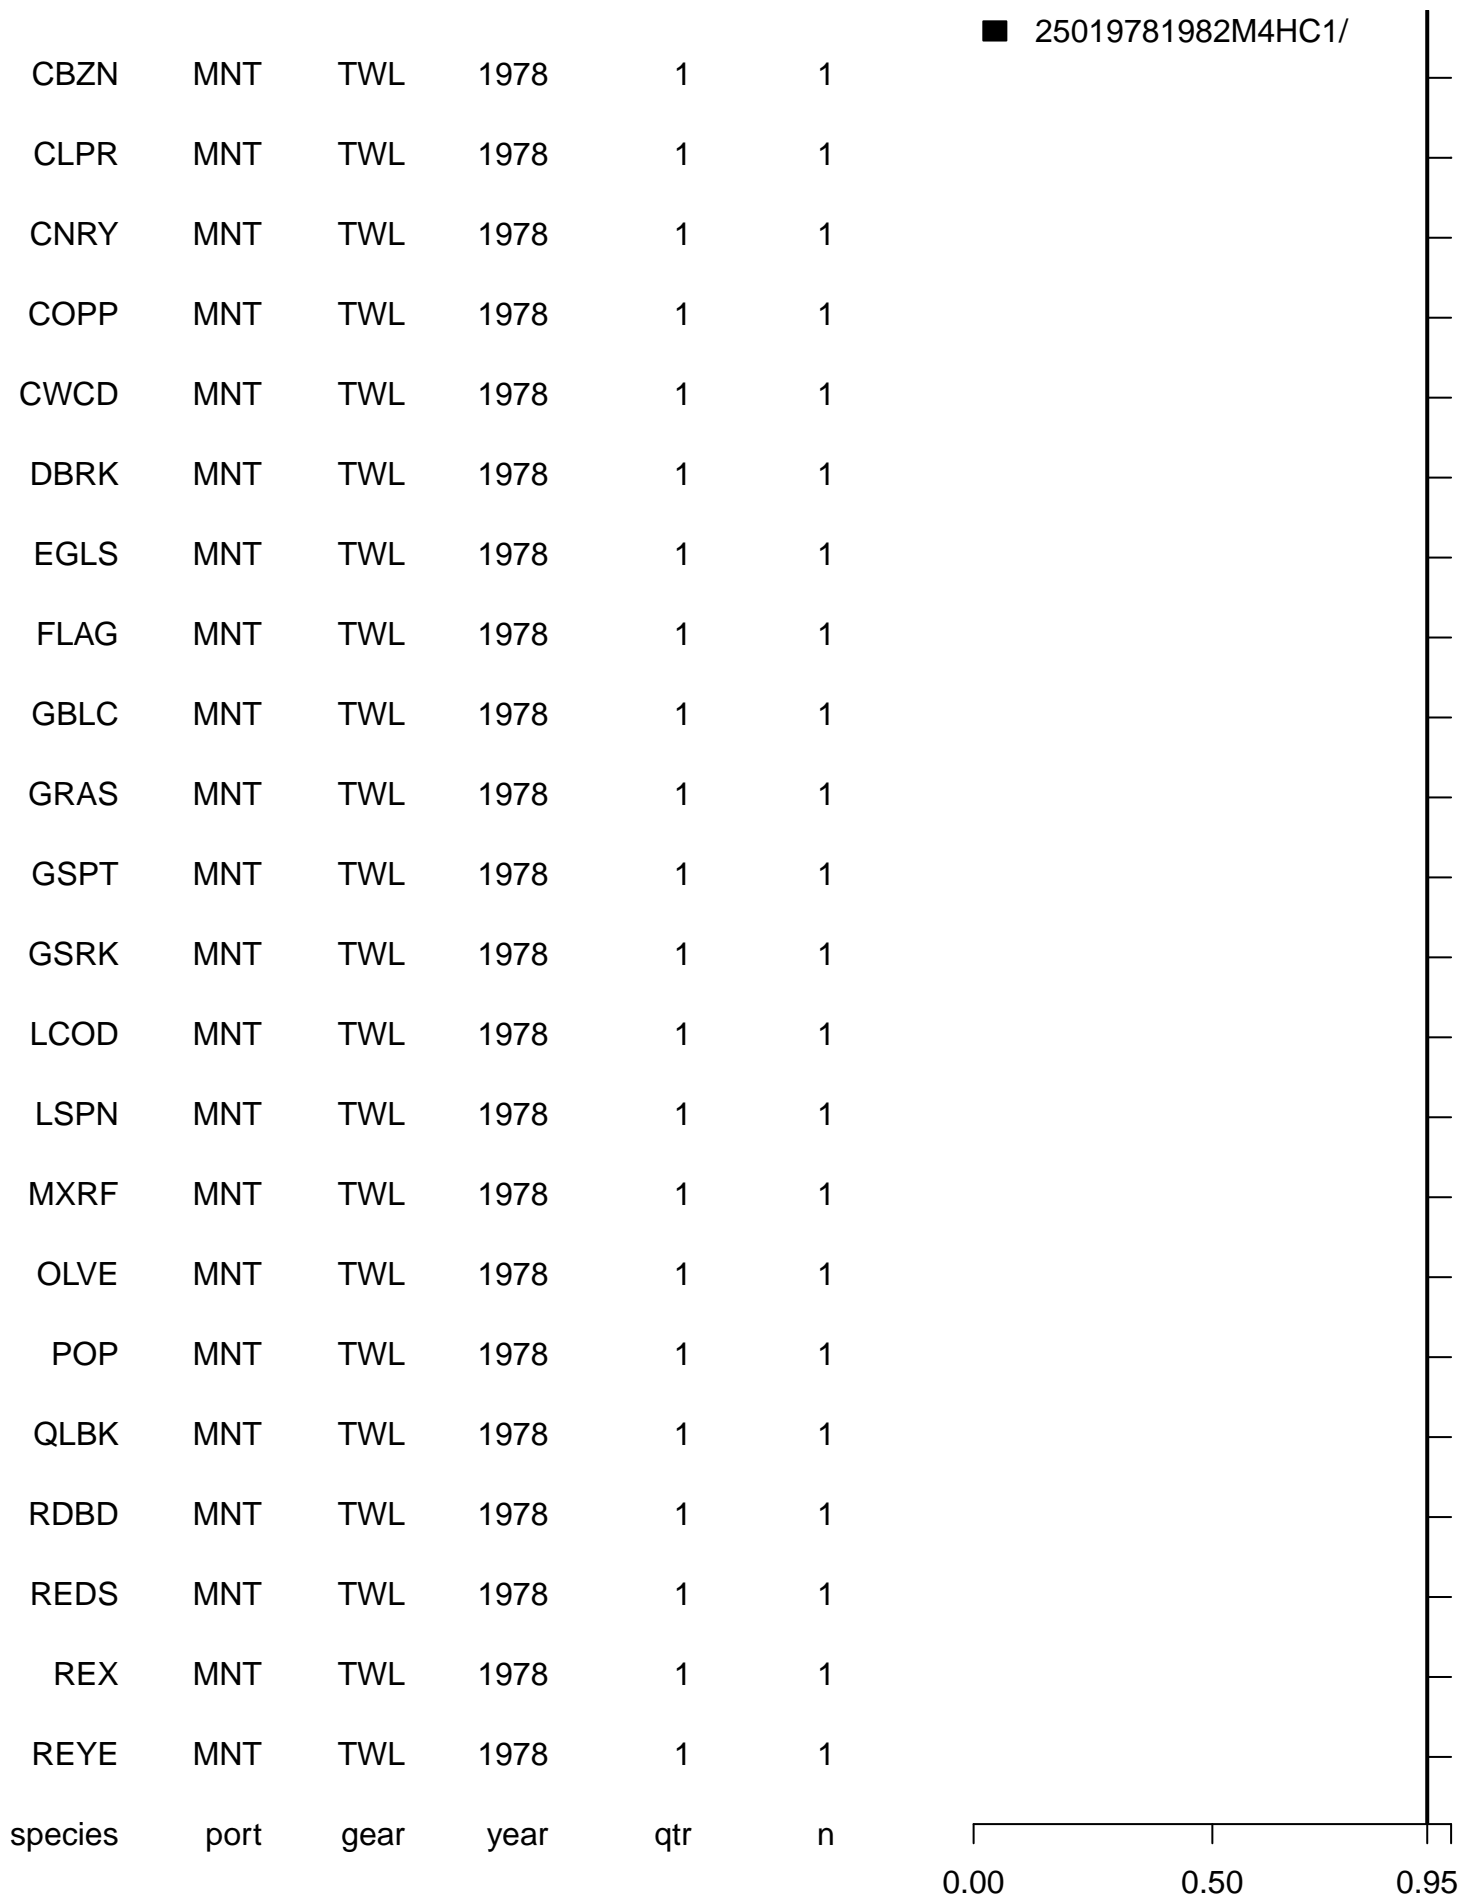 25019781982M4HC1/
CBZN MNT TWL 1978 1 1
CLPR MNT TWL 1978 1 1
CNRY MNT TWL 1978 1 1
COPP MNT TWL 1978 1 1
CWCD MNT TWL 1978 1 1
DBRK MNT TWL 1978 1 1
EGLS MNT TWL 1978 1 1
FLAG MNT TWL 1978 1 1
GBLC MNT TWL 1978 1 1
GRAS MNT TWL 1978 1 1
GSPT MNT TWL 1978 1 1
GSRK MNT TWL 1978 1 1
LCOD MNT TWL 1978 1 1
LSPN MNT TWL 1978 1 1
MXRF MNT TWL 1978 1 1
OLVE MNT TWL 1978 1 1
POP MNT TWL 1978 1 1
QLBK MNT TWL 1978 1 1
RDBD MNT TWL 1978 1 1
REDS MNT TWL 1978 1 1
REX MNT TWL 1978 1 1
REYE MNT TWL 1978 1 1
species port gear year qtr n
0.00 0.50 0.95